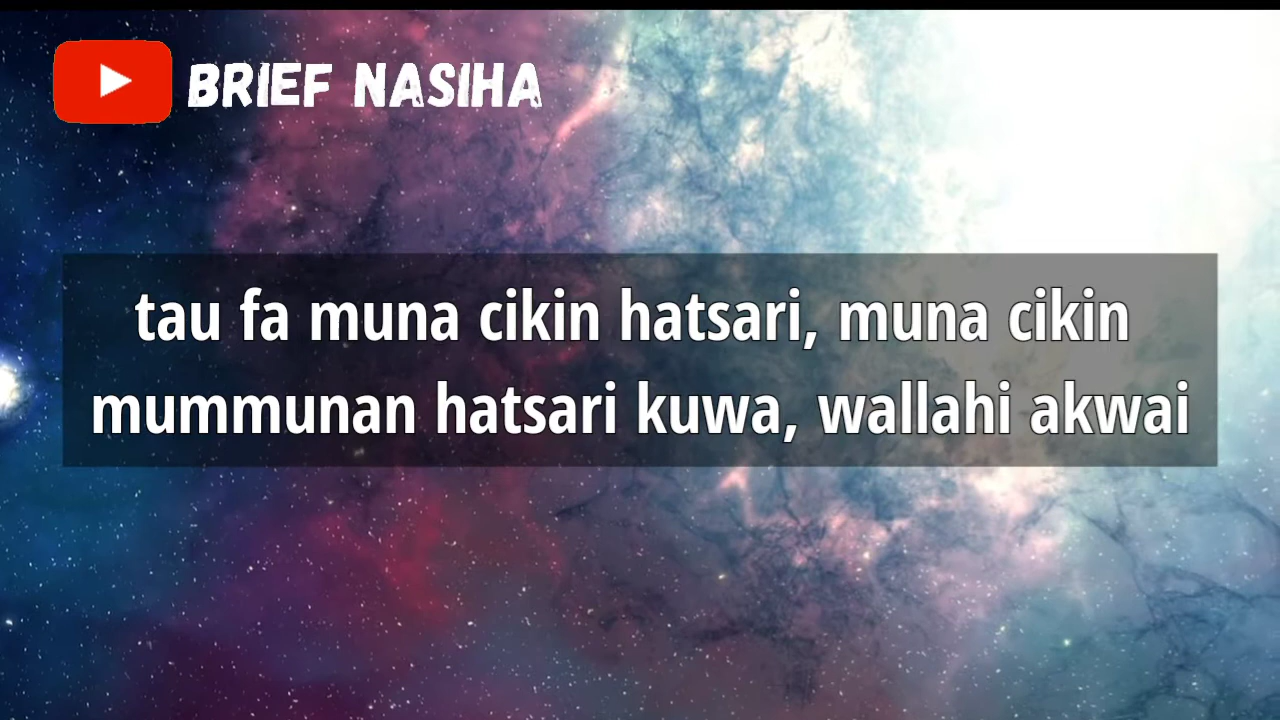 BRIEF NASIHA
tau fa muna cikin hatsari, muna cikin
mummunan hatsari kuwa, wallahi akwai